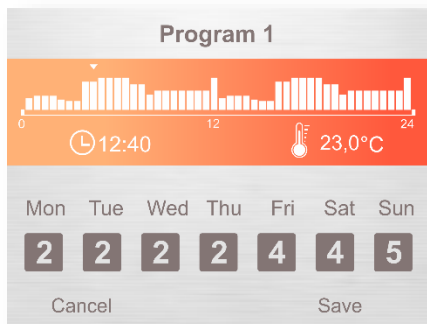 Program 1
0 12 24
12:40 23,0°C
Mon Tue Wed Thu Fri Sat Sun
2 2 2 2 4 4 5
Cancel Save